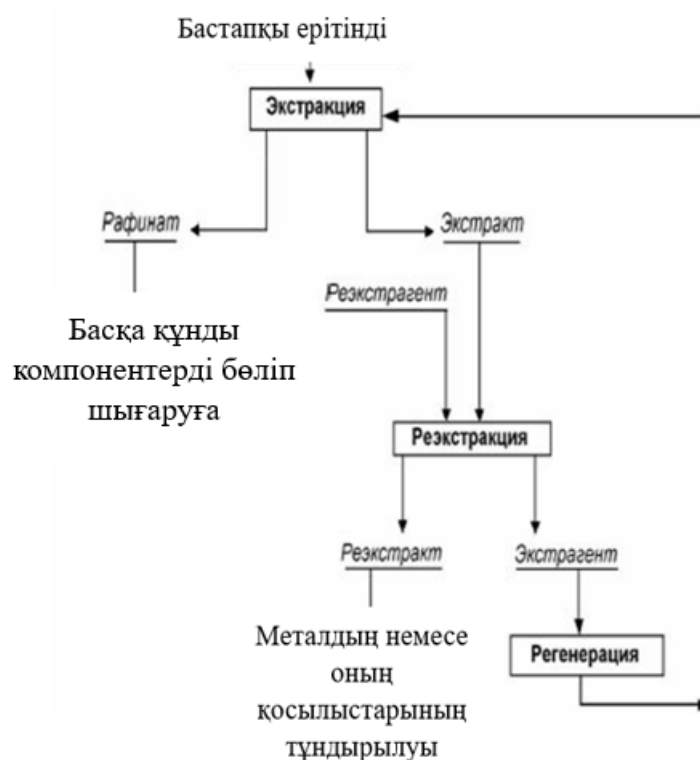 Бастапқы ерітінді
Экстракция
Рафинат
Экстракт
Реэкстрагент
Басқа құнды
компонентерді бөліп
шығаруға
Реэкстракция
Реэкстракт
Экстрагент
Металдың немесе
оның
қосылыстарының
тұндырылуы
Регенерация